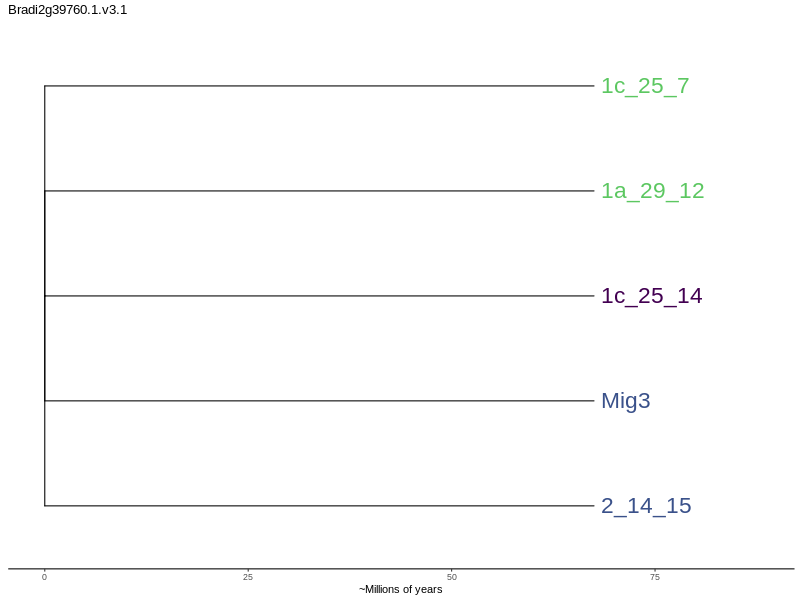 Bradi2g39760.1.v3.1
1c_25_7
1a_29_12
1c_25_14
Mig3
2_14_15
0 25 50 75
~Millions of years